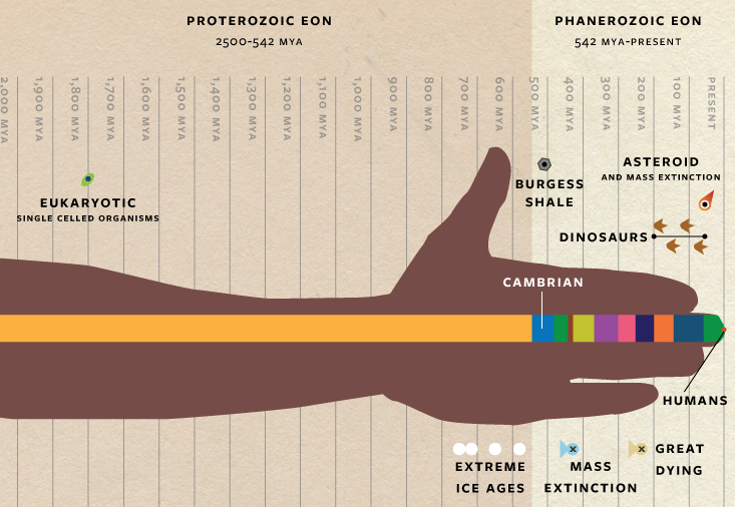 PROTEROZOIC EON
2500-542 MYA
PHANEROZOIC EON
542 MYA-PRESENT
2,000 MYA
1,900 MYA
1,800 MYA
1,700 MYA
1,600 MYA
1,500 MYA
1,400 MYA
1,300 MYA
1,200 MYA
1,100 MYA
1,000 MYA
900 MYA
800 MYA
700 MYA
600 MYA
500 MYA
400 MYA
300 MYA
200 MYA
100 MYA
PRESENT
EUKARYOTIC
SINGLE CELLED ORGANISMS
BURGESS
SHALE
ASTEROID
AND MASS EXTINCTION
DINOSAURS
CAMBRIAN
HUMANS
EXTREME
ICE AGES
MASS
EXTINCTION
GREAT
DYING